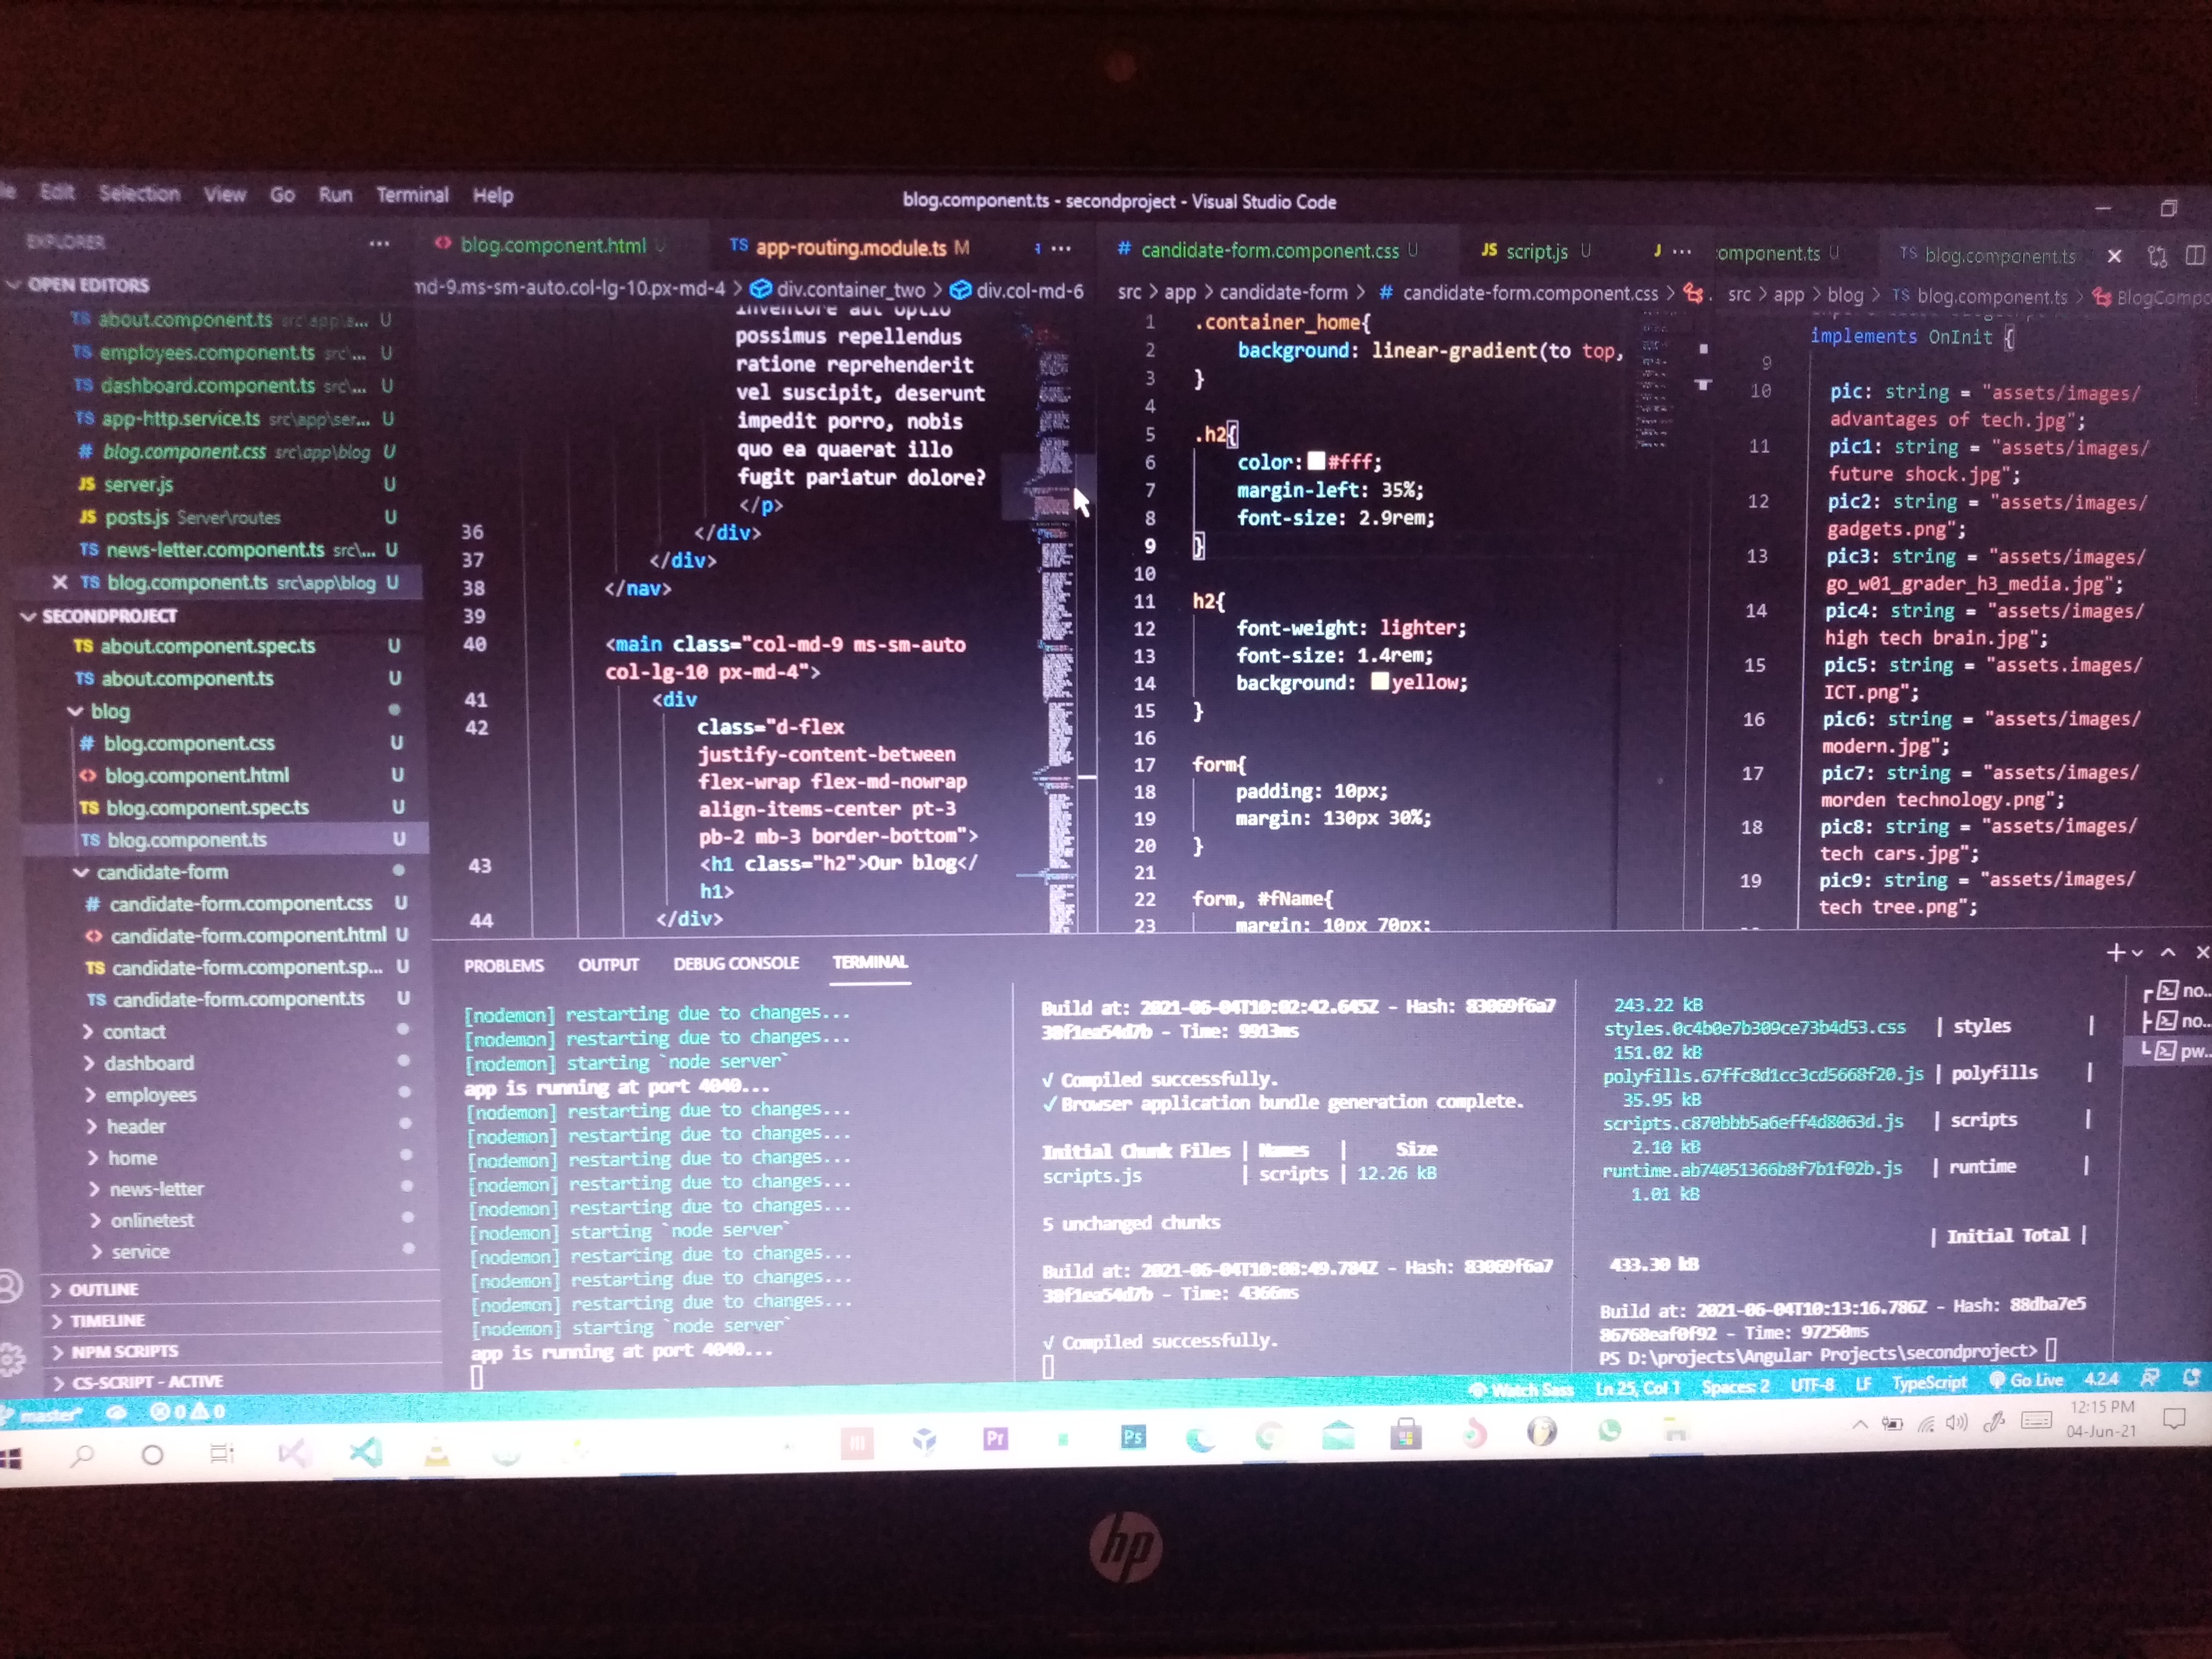 Edit Selection View Go Run Terminal Help
blog.component.ts - secondproject - Visual Studio Code
EXPLORER
OPEN EDITORS
TS about.component.ts U
TS employees.component.ts src\... U
TS dashboard.component.ts src\... U
TS app-http.service.ts src\app\ser... U
# blog.component.css src\app\blog U
JS server.js U
JS posts.js Server\routes U
TS news-letter.component.ts src\... U
TS blog.component.ts src\app\blog U
SECONDPROJECT
TS about.component.spec.ts U
TS about.component.ts U
blog
# blog.component.css U
<> blog.component.html U
TS blog.component.spec.ts U
TS blog.component.ts U
candidate-form
# candidate-form.component.css U
<> candidate-form.component.html U
TS candidate-form.component.sp... U
TS candidate-form.component.ts U
> contact
> dashboard
> employees
> header
> home
> news-letter
> onlinetest
> service
> OUTLINE
> TIMELINE
> NPM SCRIPTS
> CS-SCRIPT - ACTIVE
<> blog.component.html U
TS app-routing.module.ts M
...
md-9.ms-sm-auto.col-lg-10.px-md-4 > div.container_two > div.col-md-6
possimus repellendus
ratione reprehenderit
vel suscipit, deserunt
impedit porro, nobis
quo ea quaerat illo
fugit pariatur dolore?
</p>
36 </div>
37 </div>
38 </nav>
39
40 <main class="col-md-9 ms-sm-auto
col-lg-10 px-md-4">
41 <div
42 class="d-flex
justify-content-between
flex-wrap flex-md-nowrap
align-items-center pt-3
pb-2 mb-3 border-bottom">
43 <h1 class="h2">Our blog</
h1>
44 </div>
# candidate-form.component.css U
JS script.js U
...
src > app > candidate-form > # candidate-form.component.css >
1 .container_home{
2 background: linear-gradient(to top,
3 }
4
5 .h2{
6 color: #fff;
7 margin-left: 35%;
8 font-size: 2.9rem;
9 }
10
11 h2{
12 font-weight: lighter;
13 font-size: 1.4rem;
14 background: yellow;
15 }
16
17 form{
18 padding: 10px;
19 margin: 130px 30%;
20 }
21
22 form, #fName{
23 margin: 10px 70px;
omponent.ts U
TS blog.component.ts
src > app > blog > TS blog.component.ts > BlogCompo
implements OnInit {
9
10 pic: string = "assets/images/
advantages of tech.jpg";
11 pic1: string = "assets/images/
future shock.jpg";
12 pic2: string = "assets/images/
gadgets.png";
13 pic3: string = "assets/images/
go_w01_grader_h3_media.jpg";
14 pic4: string = "assets/images/
high tech brain.jpg";
15 pic5: string = "assets.images/
ICT.png";
16 pic6: string = "assets/images/
modern.jpg";
17 pic7: string = "assets/images/
morden technology.png";
18 pic8: string = "assets/images/
tech cars.jpg";
19 pic9: string = "assets/images/
tech tree.png";
PROBLEMS OUTPUT DEBUG CONSOLE TERMINAL
[nodemon] restarting due to changes...
[nodemon] restarting due to changes...
[nodemon] starting `node server`
app is running at port 4040...
[nodemon] restarting due to changes...
[nodemon] restarting due to changes...
[nodemon] restarting due to changes...
[nodemon] restarting due to changes...
[nodemon] restarting due to changes...
[nodemon] starting `node server`
[nodemon] restarting due to changes...
[nodemon] restarting due to changes...
[nodemon] restarting due to changes...
[nodemon] starting `node server`
app is running at port 4040...
Build at: 2021-06-04T10:02:42.645Z - Hash: 83069f6a7
38f1ea54d7b - Time: 9913ms
√ Compiled successfully.
√ Browser application bundle generation complete.
Initial Chunk Files | Names | Size
scripts.js | scripts | 12.26 kB
5 unchanged chunks
Build at: 2021-06-04T10:08:49.784Z - Hash: 83069f6a7
38f1ea54d7b - Time: 4366ms
√ Compiled successfully.
243.22 kB
styles.0c4b0e7b309ce73b4d53.css | styles |
151.02 kB
polyfills.67ffc8d1cc3cd5668f20.js | polyfills |
35.95 kB
scripts.c870bbb5a6eff4d8063d.js | scripts |
2.10 kB
runtime.ab74051366b8f7b1f02b.js | runtime |
1.01 kB
| Initial Total |
433.30 kB
Build at: 2021-06-04T10:13:16.786Z - Hash: 88dba7e5
86768eaf0f92 - Time: 97250ms
PS D:\projects\Angular Projects\secondproject>
no..
no..
pw..
master* 0 0
Watch Sass Ln 25, Col 1 Spaces: 2 UTF-8 LF TypeScript Go Live 4.2.4
Pr
Ps
12:15 PM
04-Jun-21
hp